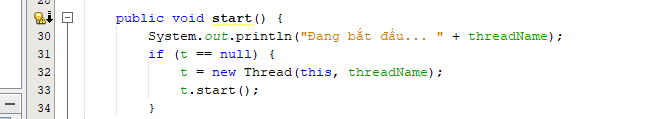 public void start() {
30 System.out.println("Đang bắt đầu... " + threadName);
31 if (t == null) {
32 t = new Thread(this, threadName);
33 t.start();
34 }